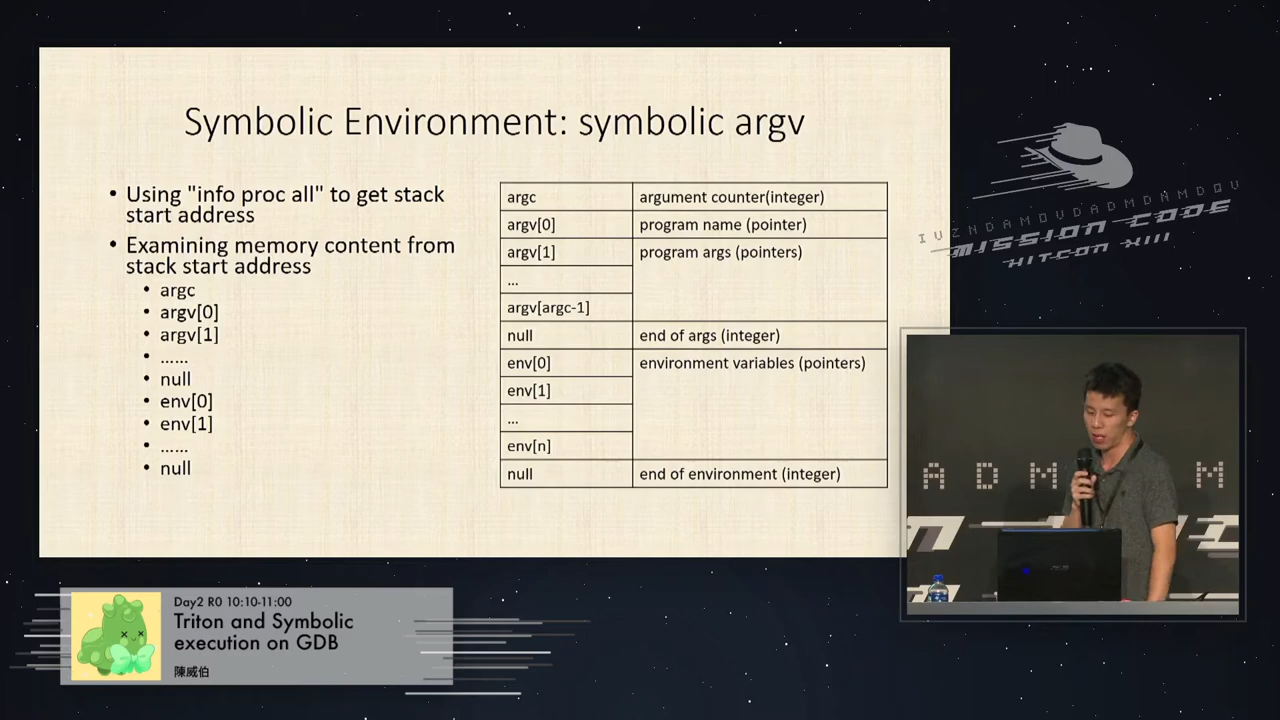 Symbolic Environment: symbolic argv
• Using "info proc all" to get stack
start address
• Examining memory content from
stack start address
• argc
• argv[0]
• argv[1]
• ……
• null
• env[0]
• env[1]
• ……
• null
argc argument counter(integer)
argv[0] program name (pointer)
argv[1] program args (pointers)
...
argv[argc-1]
null end of args (integer)
env[0] environment variables (pointers)
env[1]
...
env[n]
null end of environment (integer)
MISSION CODE
HITCON XIII
A D M M
Day2 R0 10:10-11:00
Triton and Symbolic
execution on GDB
陳威伯